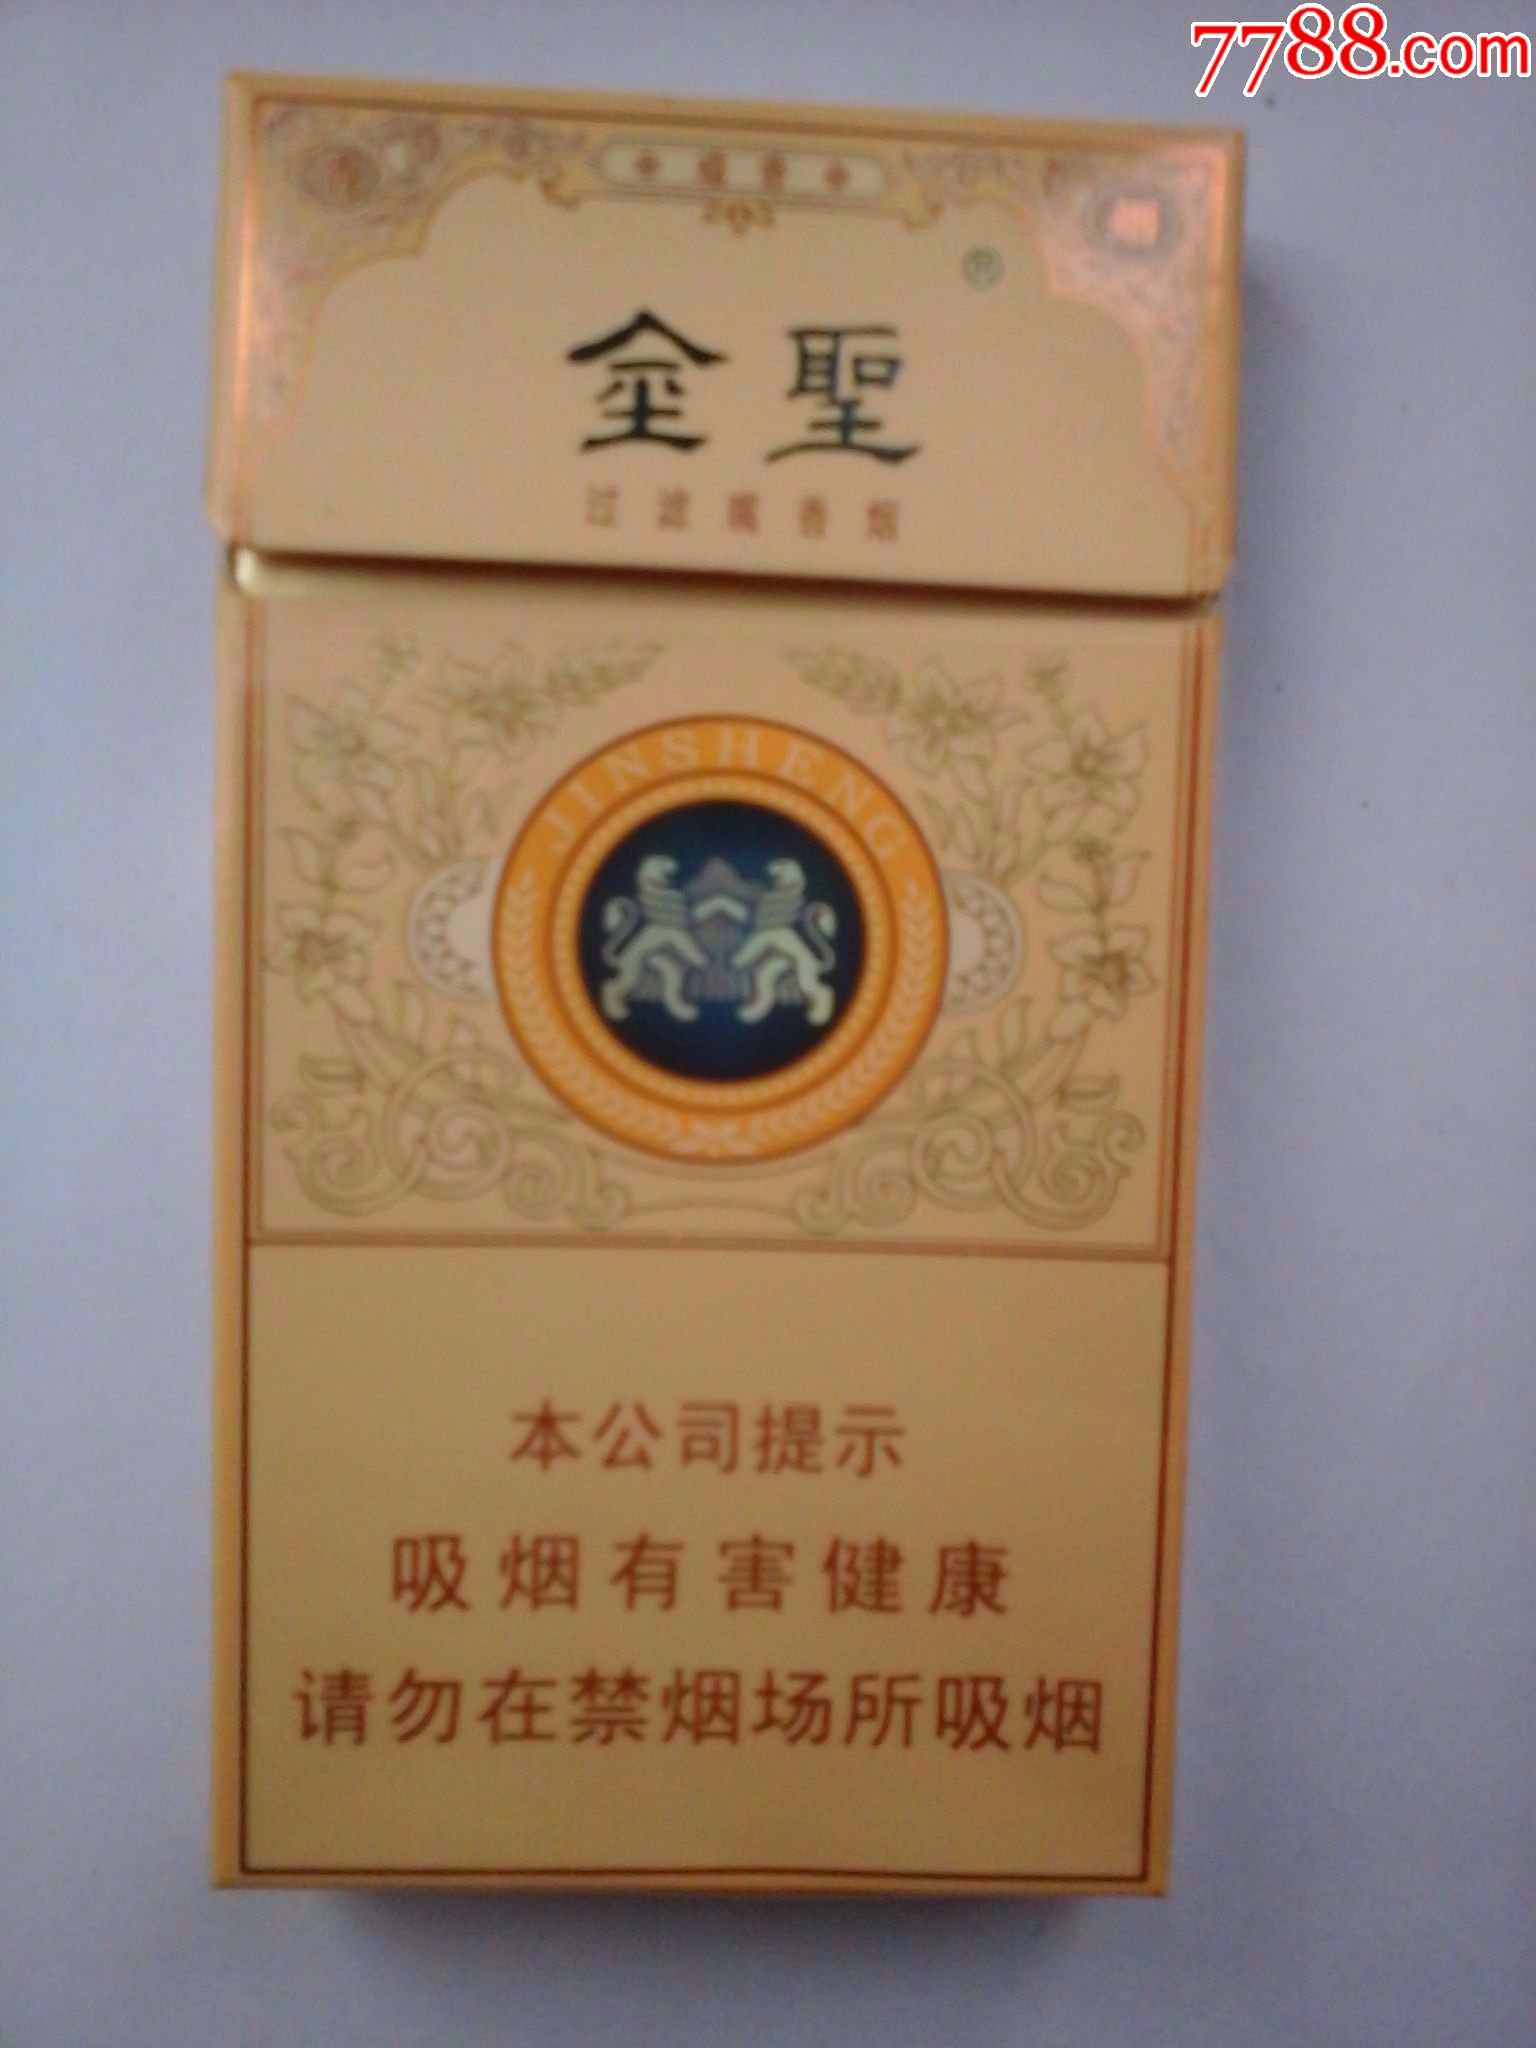 7788.com
®
金聖
过滤嘴香烟
JINSHENG
本公司提示
吸烟有害健康
请勿在禁烟场所吸烟